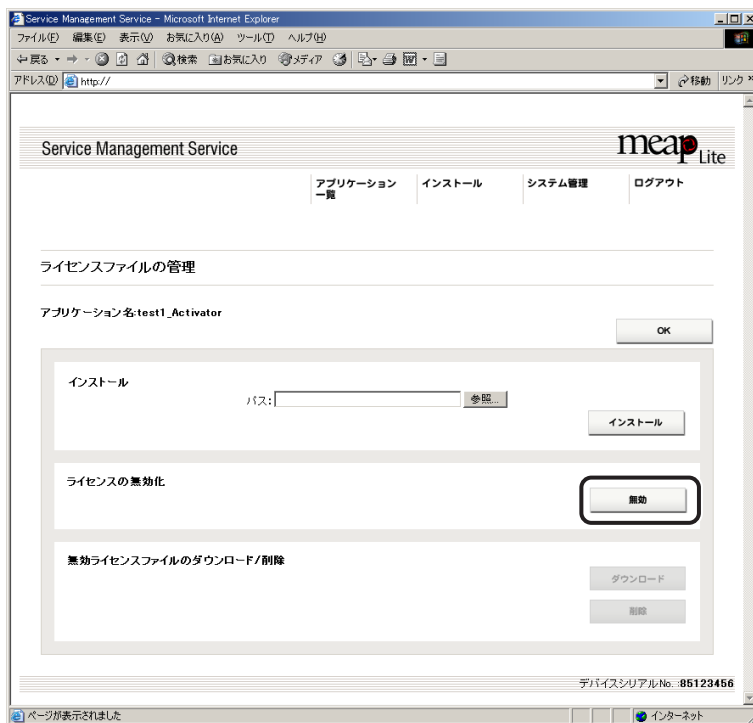 Service Management Service - Microsoft Internet Explorer
ファイル(F) 編集(E) 表示(V) お気に入り(A) ツール(T) ヘルプ(H)
戻る 検索 お気に入り メディア
アドレス(D) http:// 移動 リンク »
Service Management Service meap Lite
アプリケーション一覧 インストール システム管理 ログアウト
ライセンスファイルの管理
アプリケーション名:test1_Activator
OK
インストール
パス: 参照...
インストール
ライセンスの無効化
無効
無効ライセンスファイルのダウンロード/削除
ダウンロード
削除
デバイスシリアルNo. :85123456
ページが表示されました インターネット